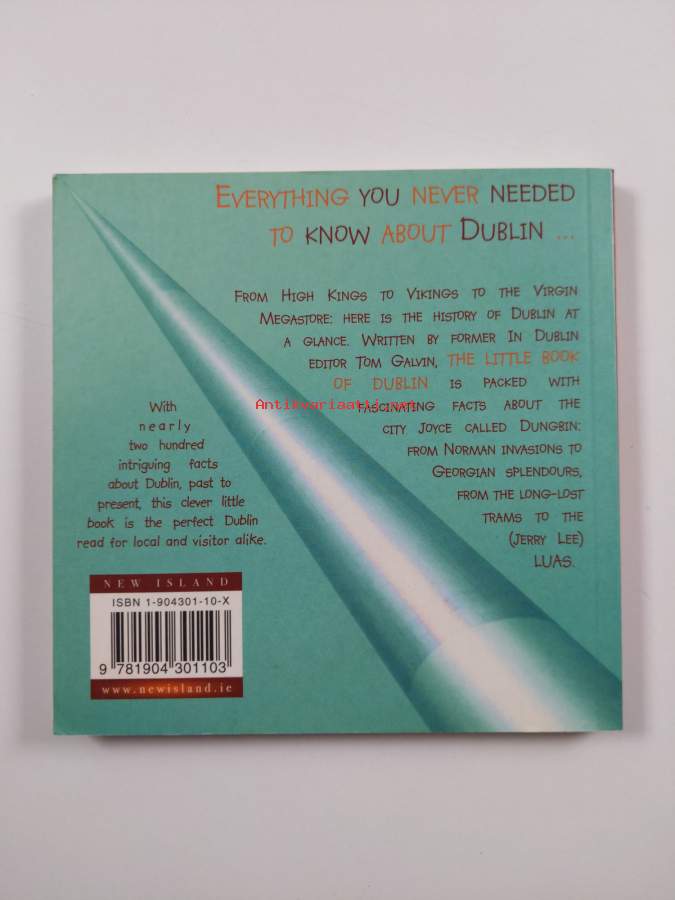 EVERYTHING YOU NEVER NEEDED
TO KNOW ABOUT DUBLIN ...
FROM HIGH KINGS TO VIKINGS TO THE VIRGIN
MEGASTORE: HERE IS THE HISTORY OF DUBLIN AT
A GLANCE. WRITTEN BY FORMER IN DUBLIN
EDITOR TOM GALVIN, THE LITTLE BOOK
OF DUBLIN IS PACKED WITH
FASCINATING FACTS ABOUT THE
CITY JOYCE CALLED DUNGBIN:
FROM NORMAN INVASIONS TO
GEORGIAN SPLENDOURS,
FROM THE LONG-LOST
TRAMS TO THE
(JERRY LEE)
LUAS.
Antikvariaatti.net
With
nearly
two hundred
intriguing facts
about Dublin, past to
present, this clever little
book is the perfect Dublin
read for local and visitor alike.
NEW ISLAND
ISBN 1-904301-10-X
9 781904 301103
www.newisland.ie